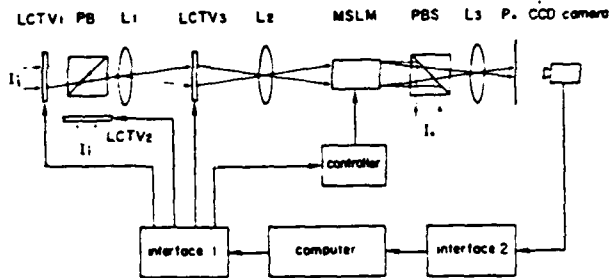 LCTV1 PB L1 LCTV3 L2 MSLM PBS L3 P. CCD camera
Ii
LCTV2
Ii
I.
controller
interface 1 computer interface 2